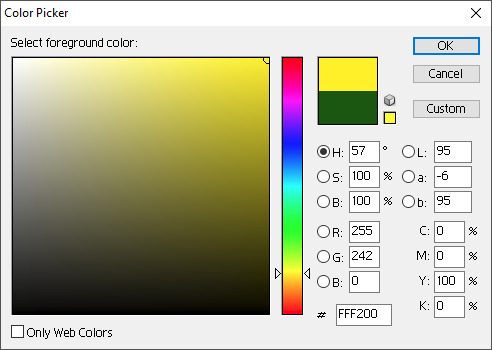 Color Picker
Select foreground color:
OK
Cancel
Custom
H: 57 °
S: 100 %
B: 100 %
R: 255
G: 242
B: 0
# FFF200
L: 95
a: -6
b: 95
C: 0 %
M: 0 %
Y: 100 %
K: 0 %
Only Web Colors